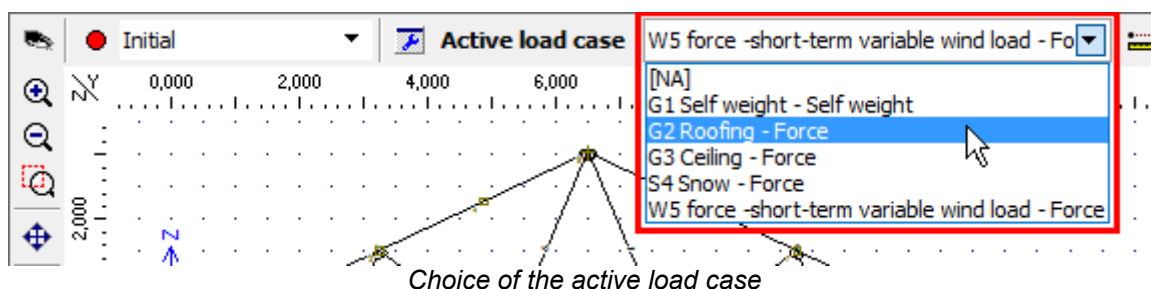 Initial Active load case W5 force -short-term variable wind load - Fo
Z/Y 0,000 2,000 4,000 6,000
[NA]
G1 Self weight - Self weight
G2 Roofing - Force
G3 Ceiling - Force
S4 Snow - Force
W5 force -short-term variable wind load - Force
2,000
Z
Choice of the active load case